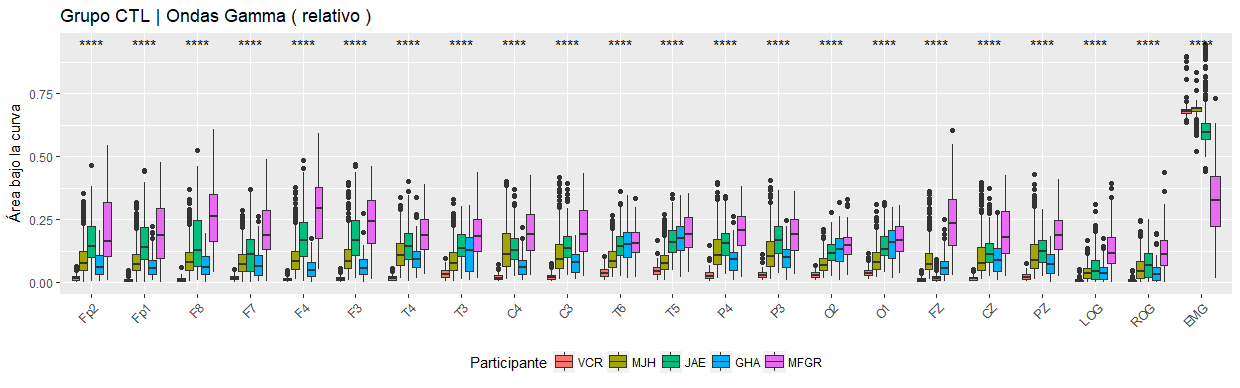 Grupo CTL | Ondas Gamma ( relativo )
**** **** **** **** **** **** **** **** **** **** **** **** **** **** **** **** **** **** **** **** **** ****
Área bajo la curva
0.75
0.50
0.25
0.00
Fp2 Fp1 F8 F7 F4 F3 T4 T3 C4 C3 T6 T5 P4 P3 O2 O1 FZ CZ PZ LOG ROG EMG
Participante VCR MJH JAE GHA MFGR